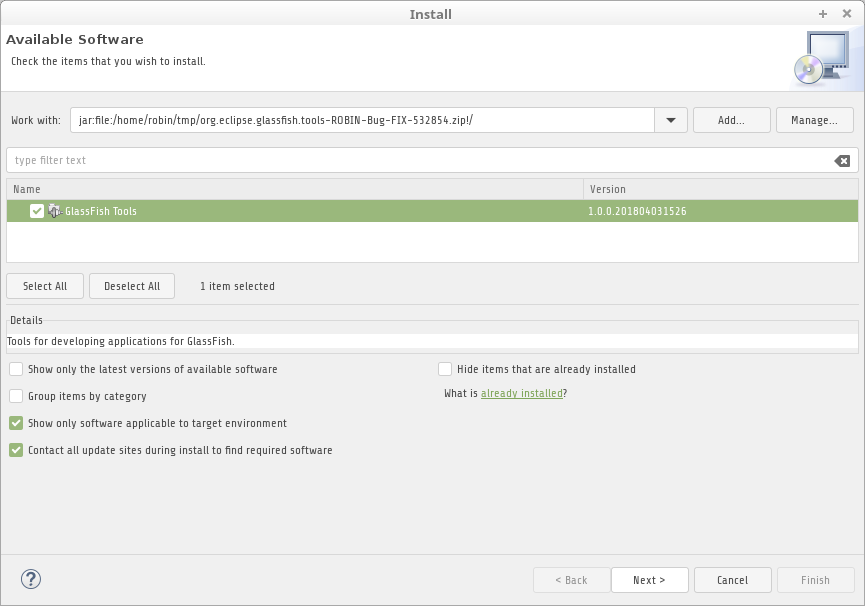 Install
Available Software
Check the items that you wish to install.
Work with: jar:file:/home/robin/tmp/org.eclipse.glassfish.tools-ROBIN-Bug-FIX-532854.zip!/ Add... Manage...
type filter text
Name Version
GlassFish Tools 1.0.0.201804031526
Select All Deselect All 1 item selected
Details
Tools for developing applications for GlassFish.
Show only the latest versions of available software Hide items that are already installed
Group items by category What is already installed?
Show only software applicable to target environment
Contact all update sites during install to find required software
? < Back Next > Cancel Finish